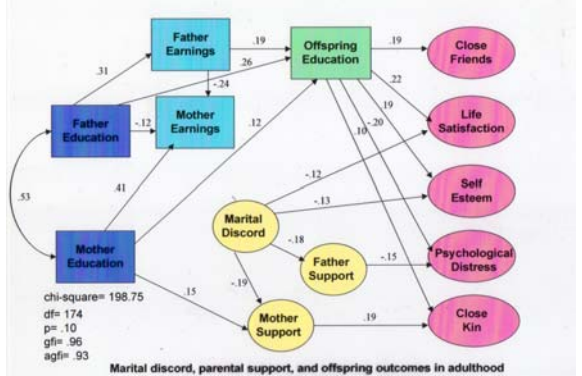 Father
Earnings
.19
Offspring
Education
.19
Close
Friends
.31
.26
-.24
.22
Father
Education
-.12
Mother
Earnings
.12
.19
-.20
.10
Life
Satisfaction
.53
.41
-.12
-.13
Self
Esteem
Marital
Discord
Mother
Education
-.18
Father
Support
-.15
Psychological
Distress
-.19
.15
Mother
Support
.19
Close
Kin
chi-square= 198.75
df= 174
p= .10
gfi= .96
agfi= .93
Marital discord, parental support, and offspring outcomes in adulthood